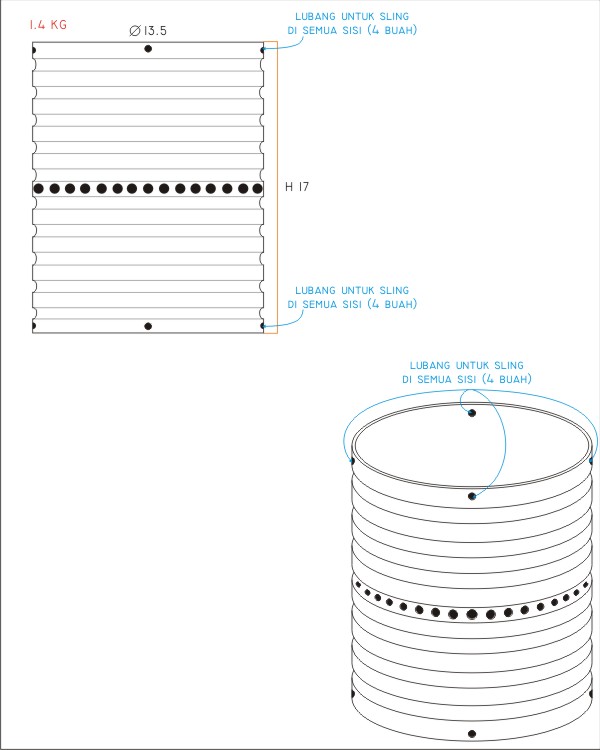 1.4 KG
Ø 13.5
LUBANG UNTUK SLING
DI SEMUA SISI (4 BUAH)
H 17
LUBANG UNTUK SLING
DI SEMUA SISI (4 BUAH)
LUBANG UNTUK SLING
DI SEMUA SISI (4 BUAH)